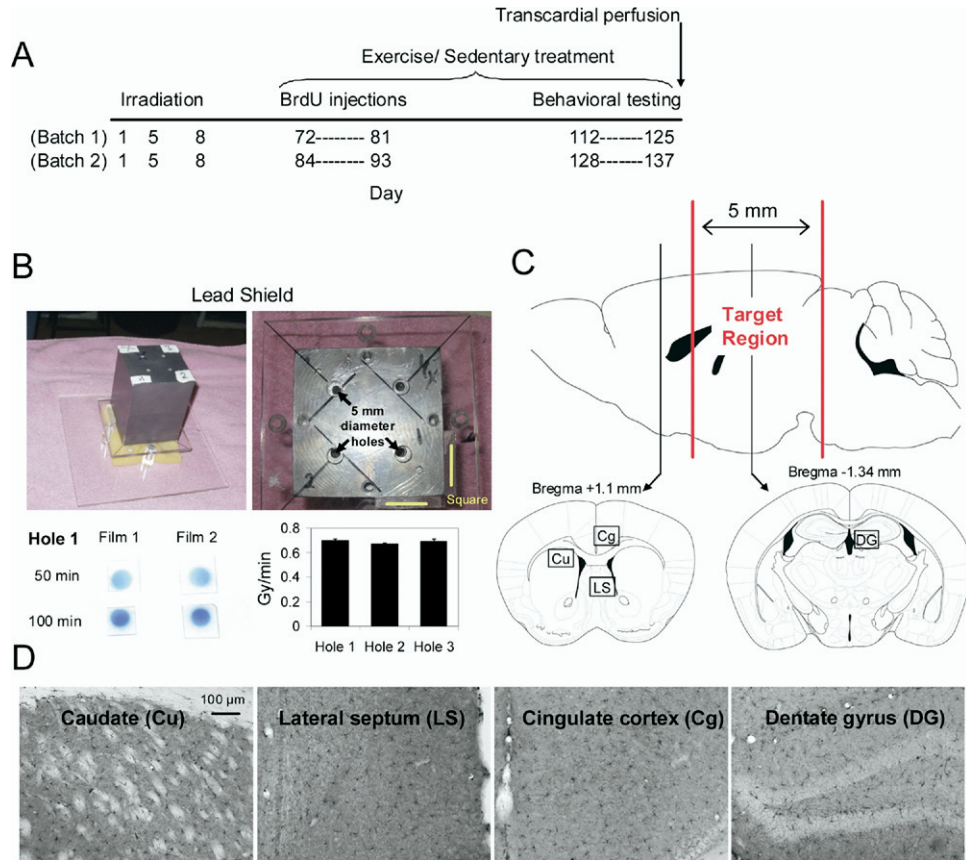 Transcardial perfusion
A
Exercise/ Sedentary treatment
Irradiation BrdU injections Behavioral testing
(Batch 1) 1 5 8 72-------- 81 112-------125
(Batch 2) 1 5 8 84-------- 93 128-------137
Day
B
Lead Shield
5 mm
diameter
holes
Square
Hole 1 Film 1 Film 2
50 min
100 min
0.8
0.6
0.4
0.2
0
Gy/min
Hole 1 Hole 2 Hole 3
C
5 mm
Target
Region
Bregma +1.1 mm
Bregma -1.34 mm
Cg
Cu
LS
DG
D
100 µm
Caudate (Cu)
Lateral septum (LS)
Cingulate cortex (Cg)
Dentate gyrus (DG)